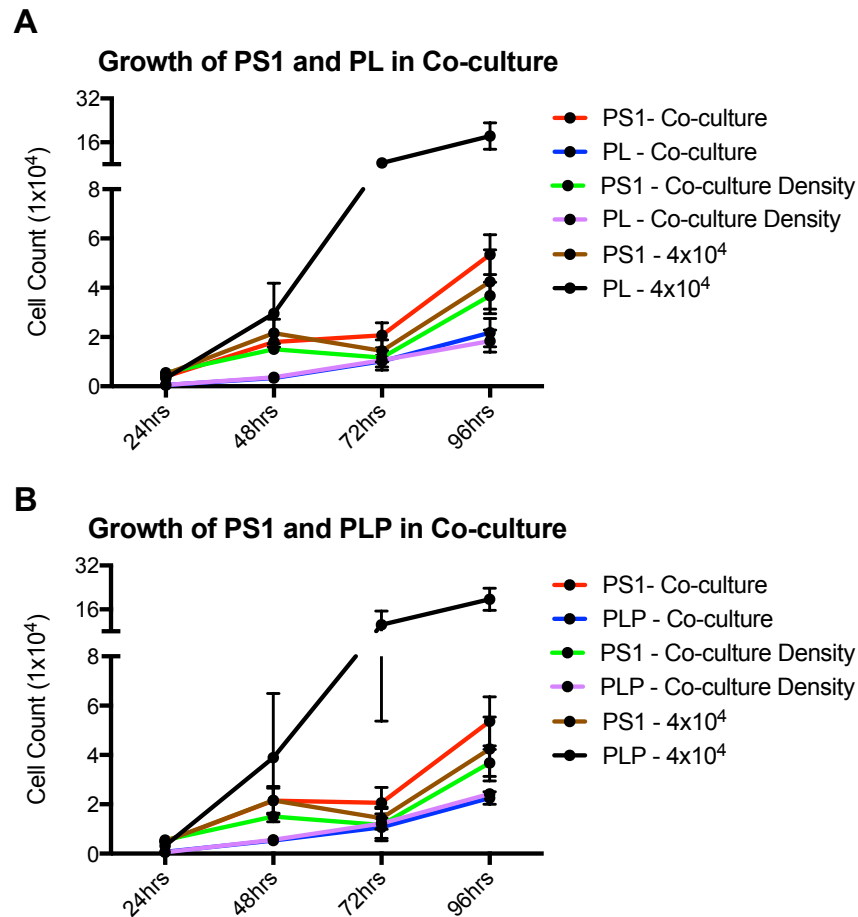 A
Growth of PS1 and PL in Co-culture
Cell Count (1x10⁴)
32
16
8
6
4
2
0
24hrs
48hrs
72hrs
96hrs
PS1- Co-culture
PL - Co-culture
PS1 - Co-culture Density
PL - Co-culture Density
PS1 - 4x10⁴
PL - 4x10⁴
B
Growth of PS1 and PLP in Co-culture
Cell Count (1x10⁴)
32
16
8
6
4
2
0
24hrs
48hrs
72hrs
96hrs
PS1- Co-culture
PLP - Co-culture
PS1 - Co-culture Density
PLP - Co-culture Density
PS1 - 4x10⁴
PLP - 4x10⁴